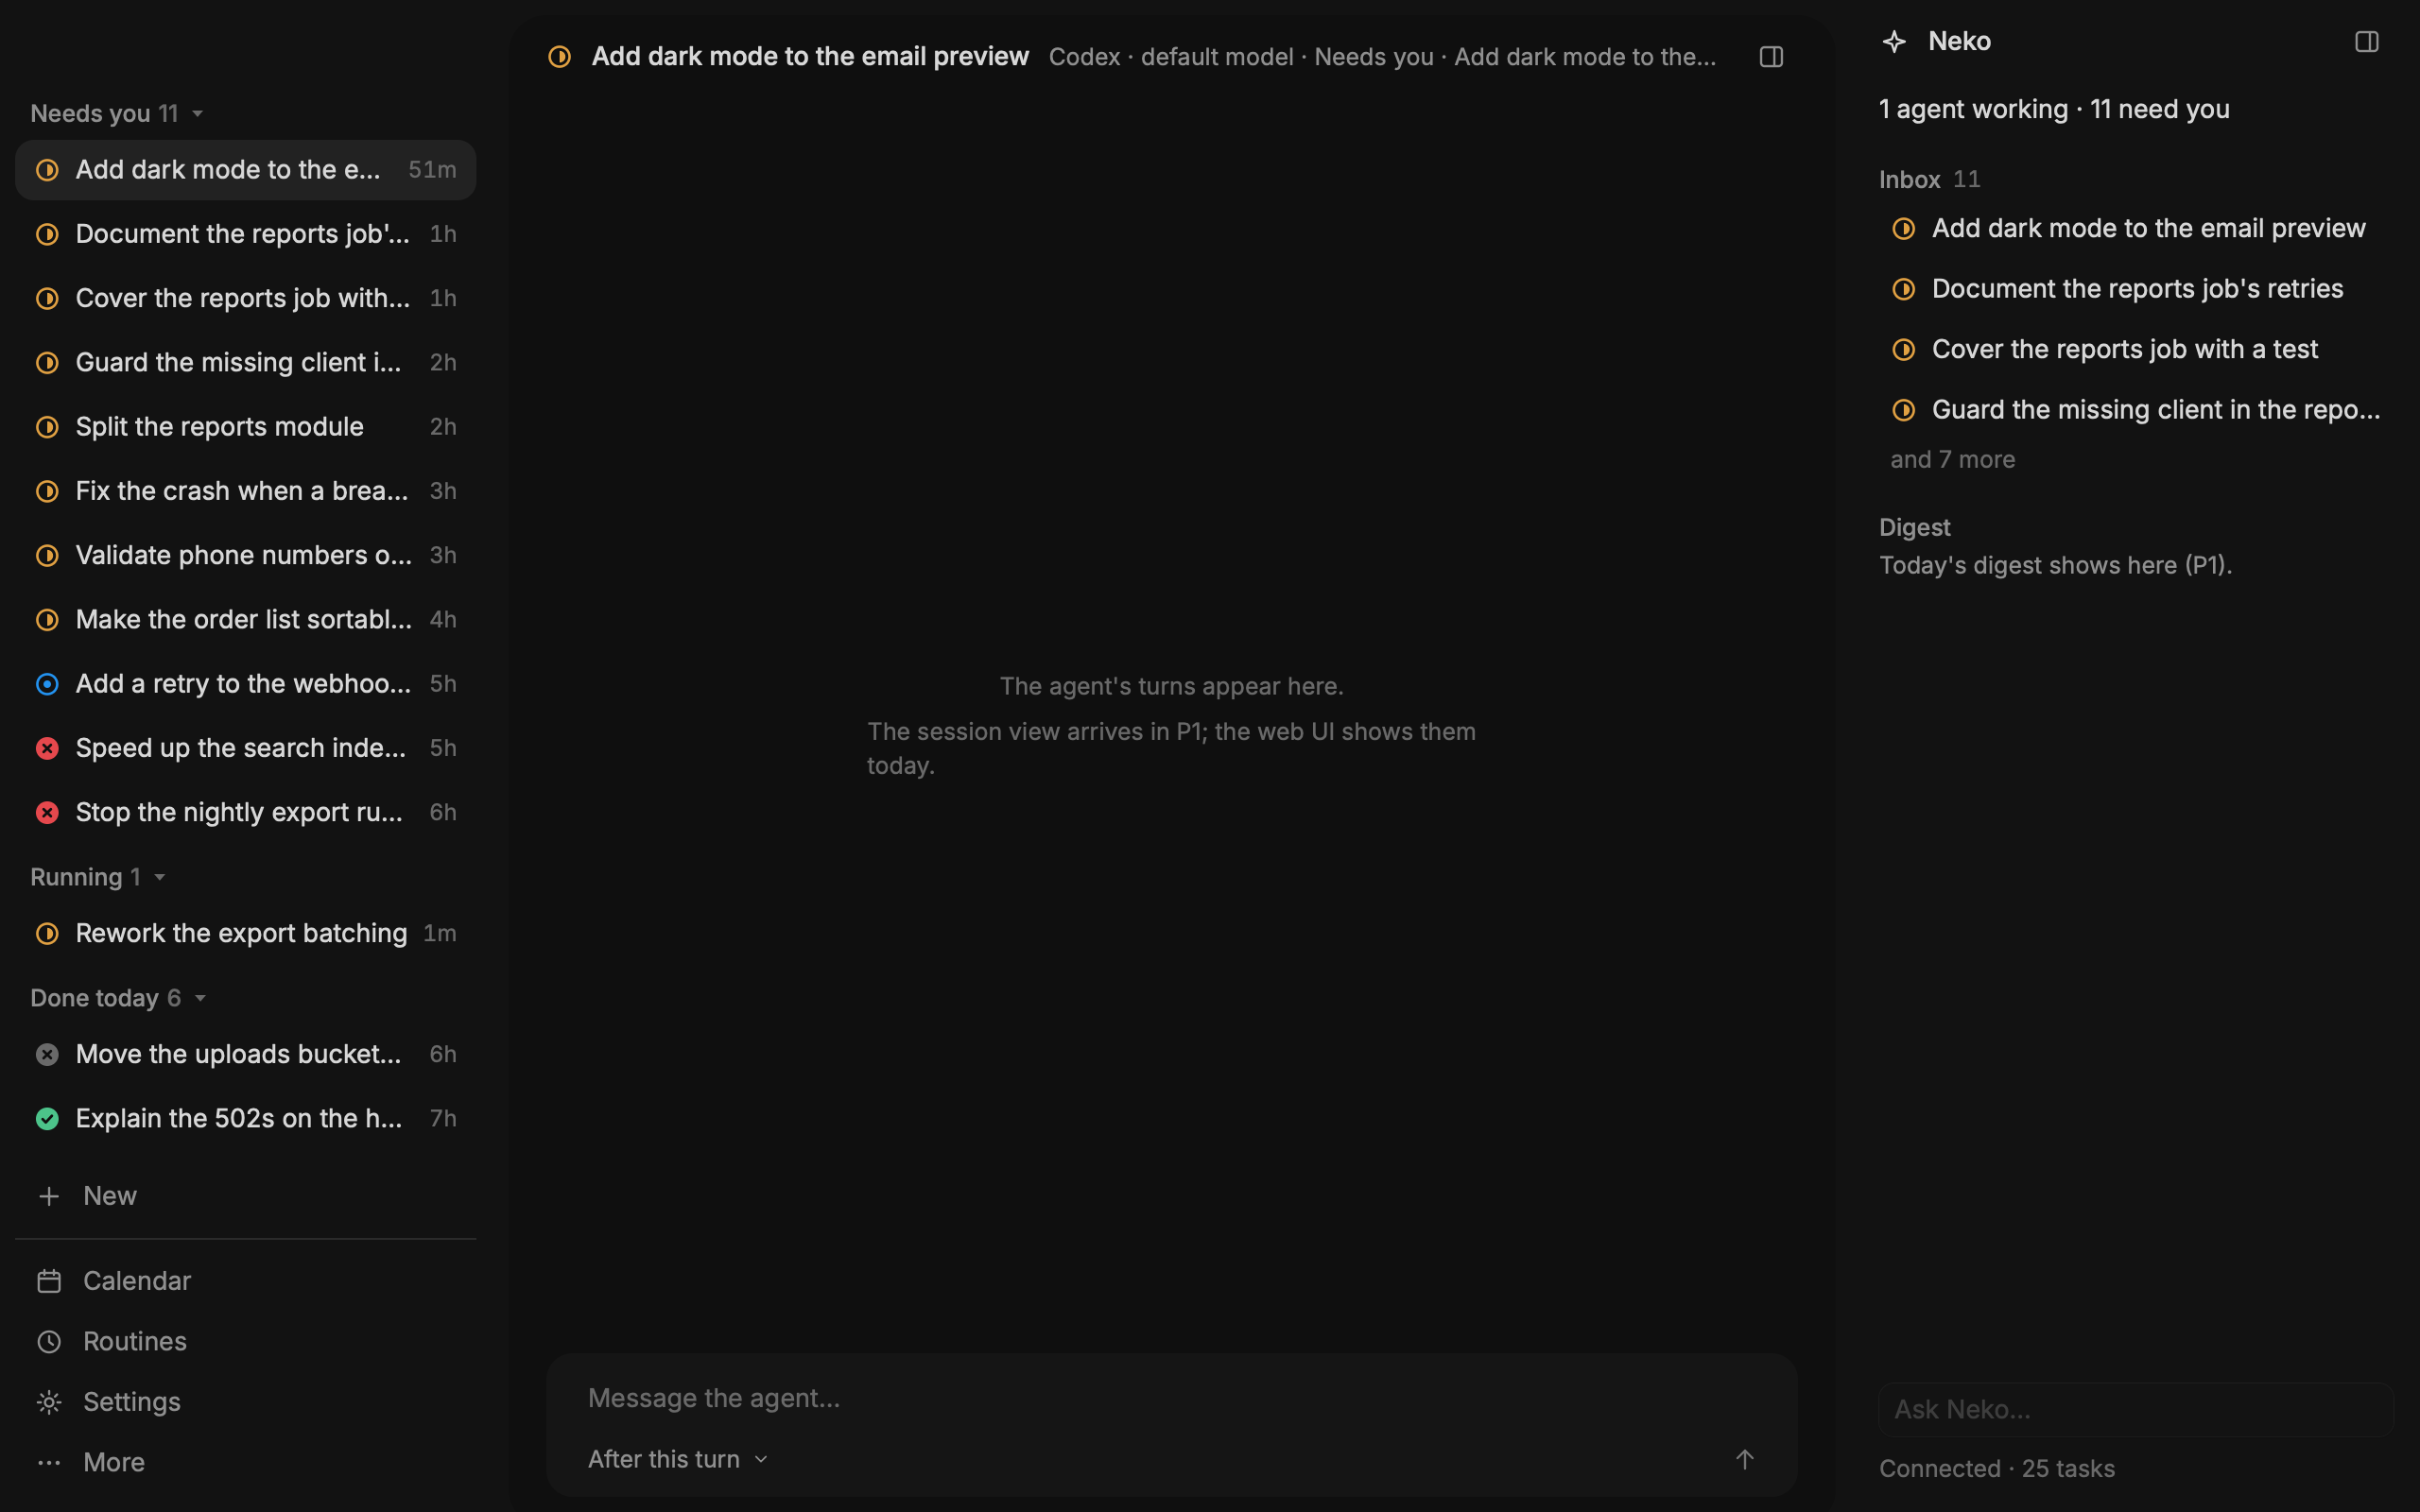 Needs you 11
Add dark mode to the e... 51m
Document the reports job'... 1h
Cover the reports job with... 1h
Guard the missing client i... 2h
Split the reports module 2h
Fix the crash when a brea... 3h
Validate phone numbers o... 3h
Make the order list sortabl... 4h
Add a retry to the webhoo... 5h
Speed up the search inde... 5h
Stop the nightly export ru... 6h
Running 1
Rework the export batching 1m
Done today 6
Move the uploads bucket... 6h
Explain the 502s on the h... 7h
New
Calendar
Routines
Settings
More
Add dark mode to the email preview Codex · default model · Needs you · Add dark mode to the...
The agent's turns appear here.
The session view arrives in P1; the web UI shows them
today.
Message the agent...
After this turn
Neko
1 agent working · 11 need you
Inbox 11
Add dark mode to the email preview
Document the reports job's retries
Cover the reports job with a test
Guard the missing client in the repo...
and 7 more
Digest
Today's digest shows here (P1).
Ask Neko...
Connected · 25 tasks